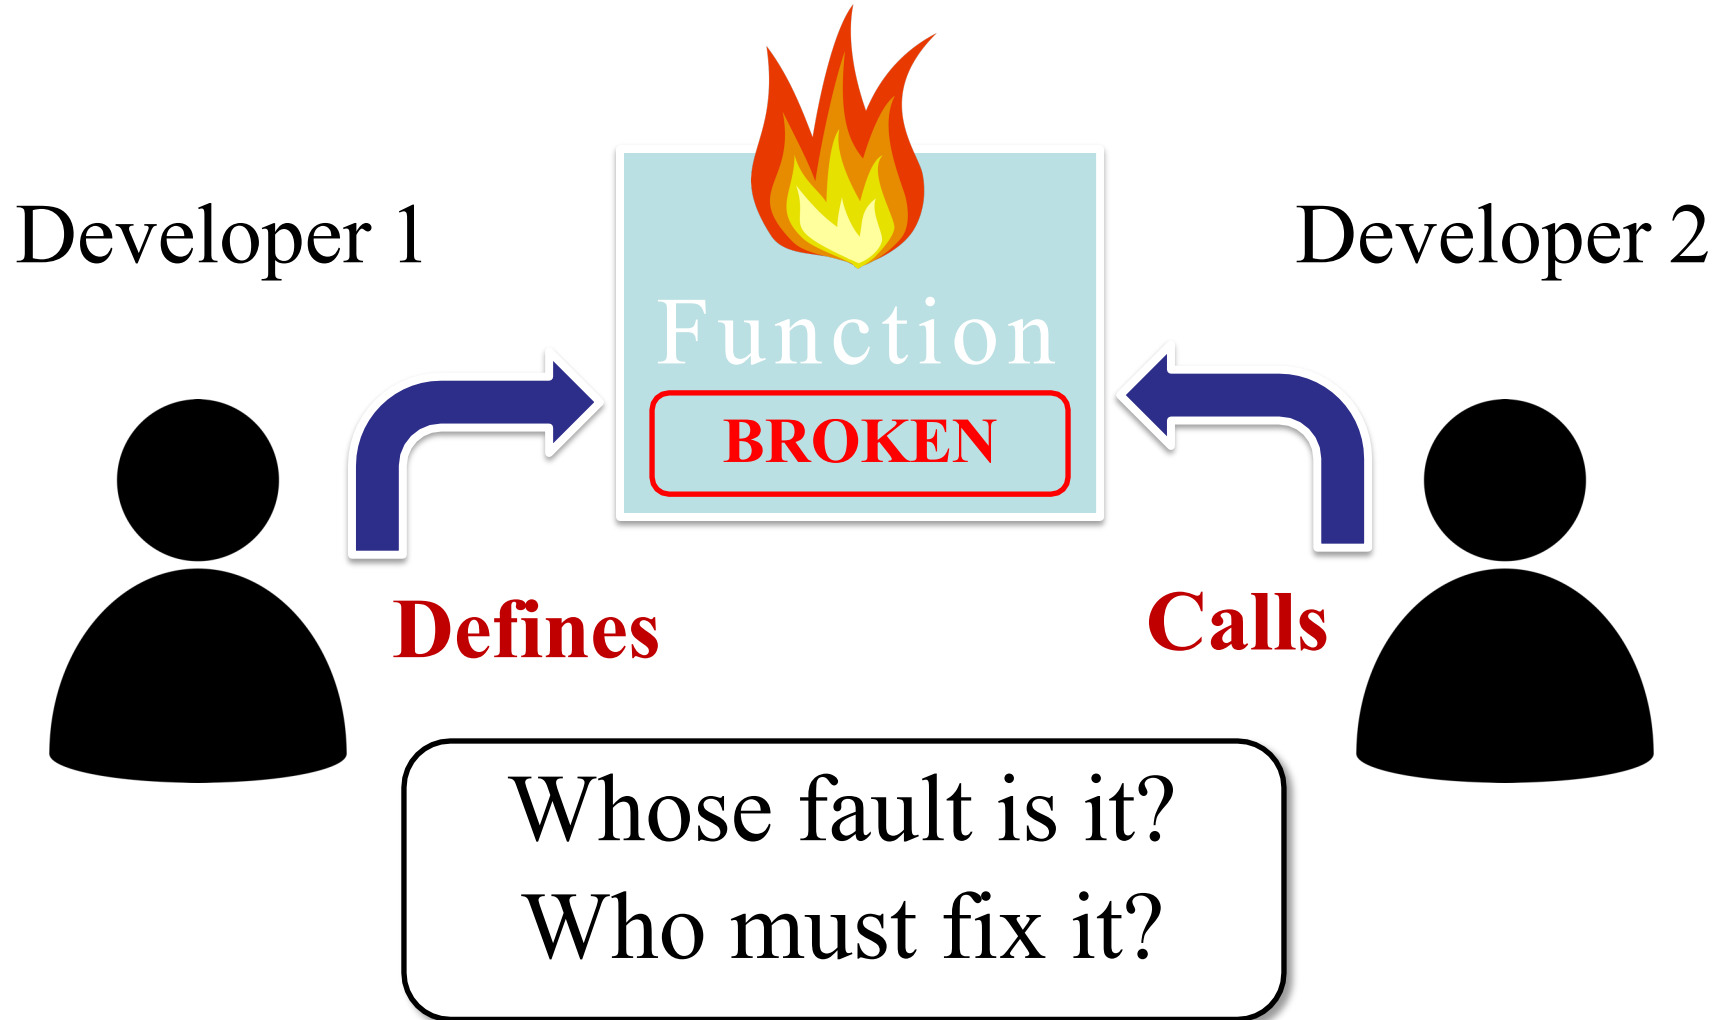 Developer 1
Developer 2
Function
BROKEN
Defines
Calls
Whose fault is it?
Who must fix it?